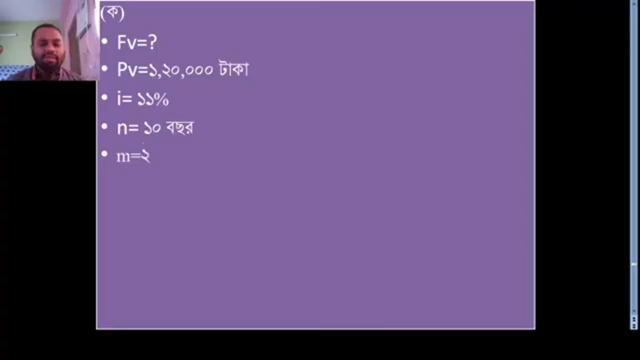 (ক)
• Fv=?
• Pv=১,২০,০০০ টাকা
• i= ১১%
• n= ১০ বছর
• m=২